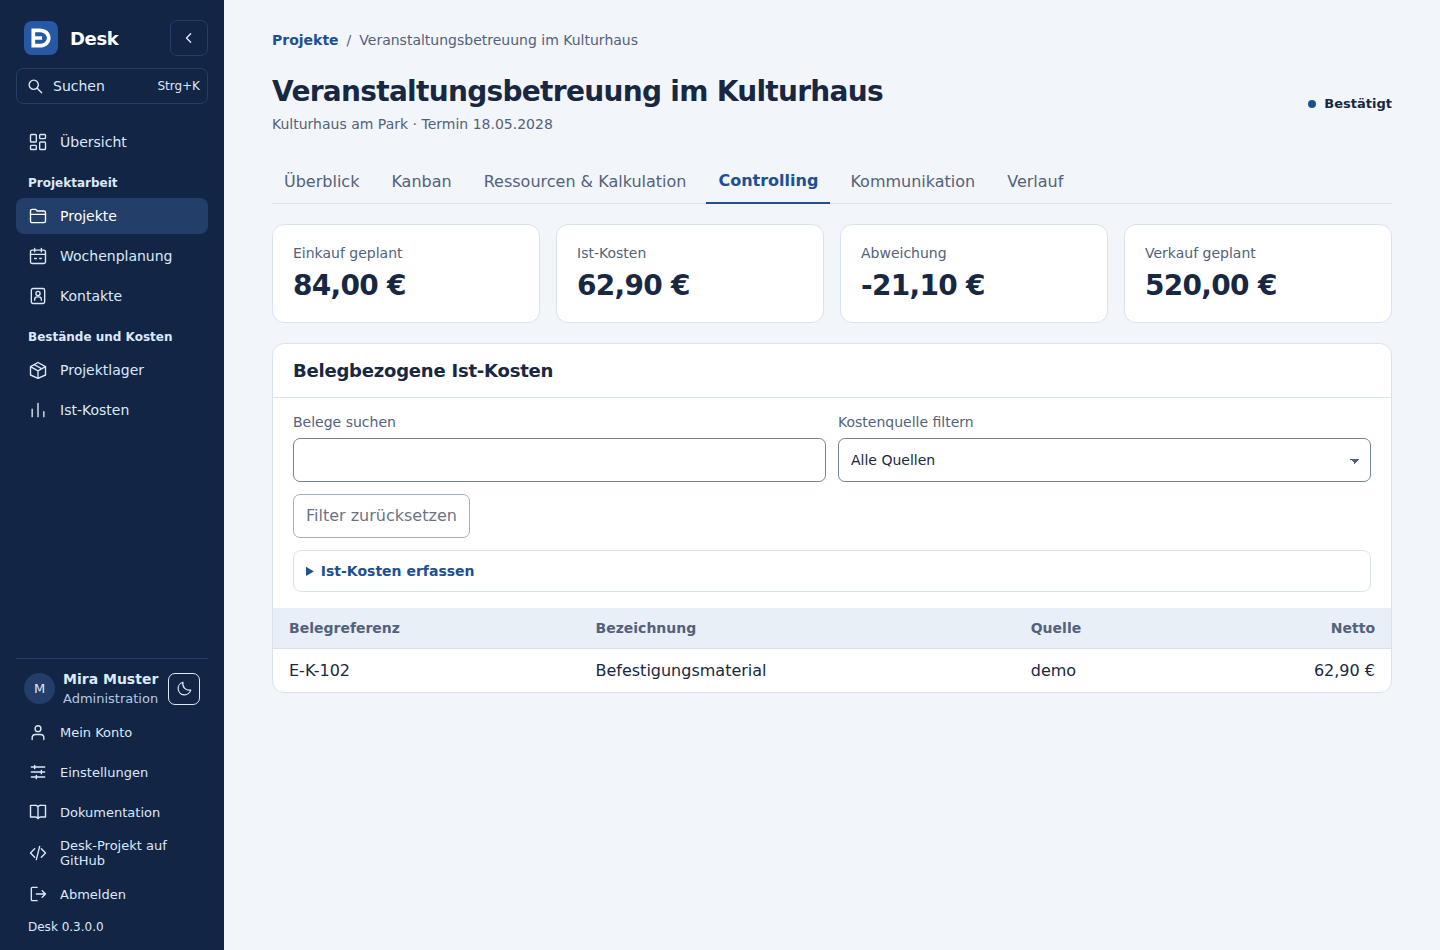 Desk
Suchen Strg+K
Übersicht
Projektarbeit
Projekte
Wochenplanung
Kontakte
Bestände und Kosten
Projektlager
Ist-Kosten
M
Mira Muster
Administration
Mein Konto
Einstellungen
Dokumentation
Desk-Projekt auf
GitHub
Abmelden
Desk 0.3.0.0
Projekte / Veranstaltungsbetreuung im Kulturhaus
Veranstaltungsbetreuung im Kulturhaus
Kulturhaus am Park · Termin 18.05.2028
Bestätigt
Überblick Kanban Ressourcen & Kalkulation Controlling Kommunikation Verlauf
Einkauf geplant
84,00 €
Ist-Kosten
62,90 €
Abweichung
-21,10 €
Verkauf geplant
520,00 €
Belegbezogene Ist-Kosten
Belege suchen
Kostenquelle filtern
Alle Quellen
Filter zurücksetzen
Ist-Kosten erfassen
Belegreferenz Bezeichnung Quelle Netto
E-K-102 Befestigungsmaterial demo 62,90 €